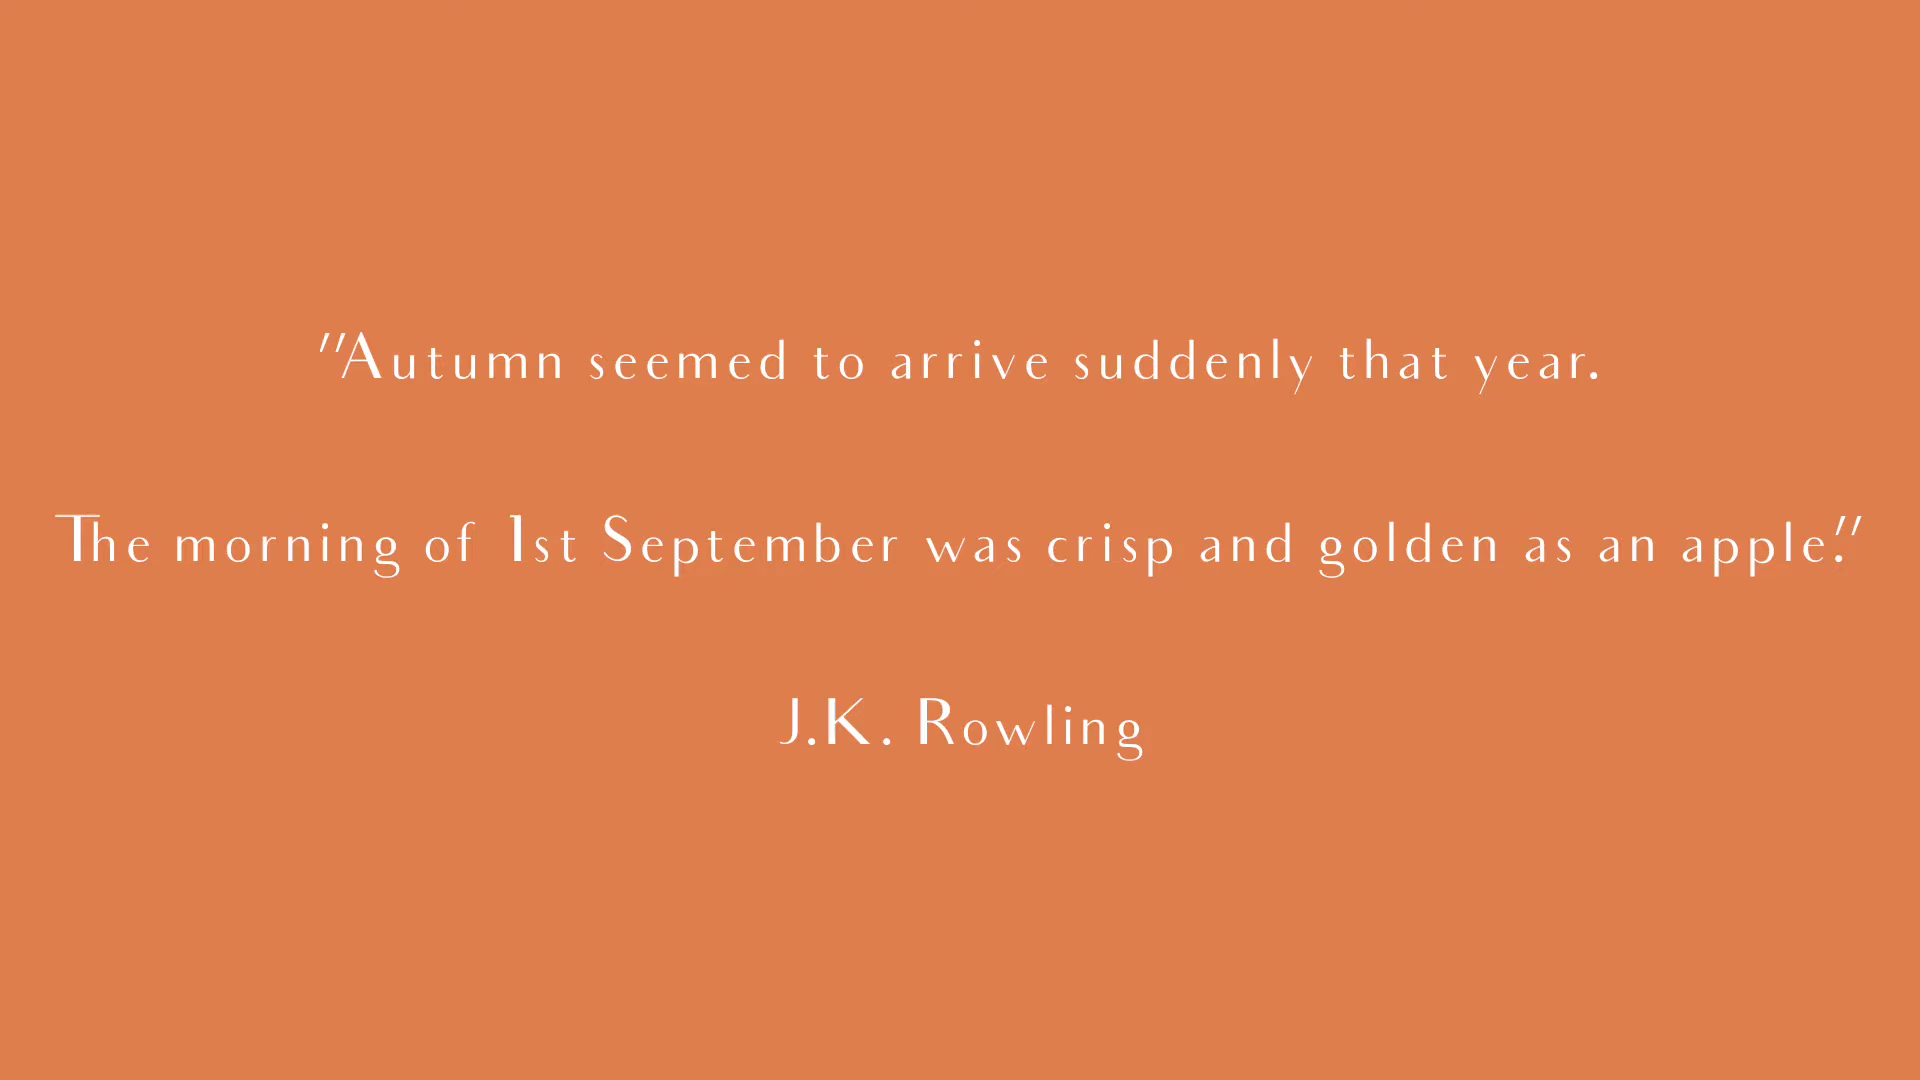 "Autumn seemed to arrive suddenly that year.
The morning of 1st September was crisp and golden as an apple."
J.K. Rowling